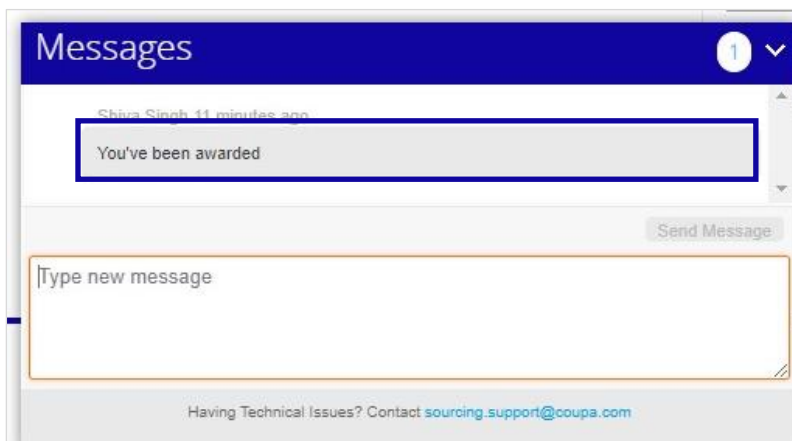 Messages
1
Shiva Singh 11 minutes ago
You've been awarded
Send Message
Type new message
Having Technical Issues? Contact sourcing.support@coupa.com